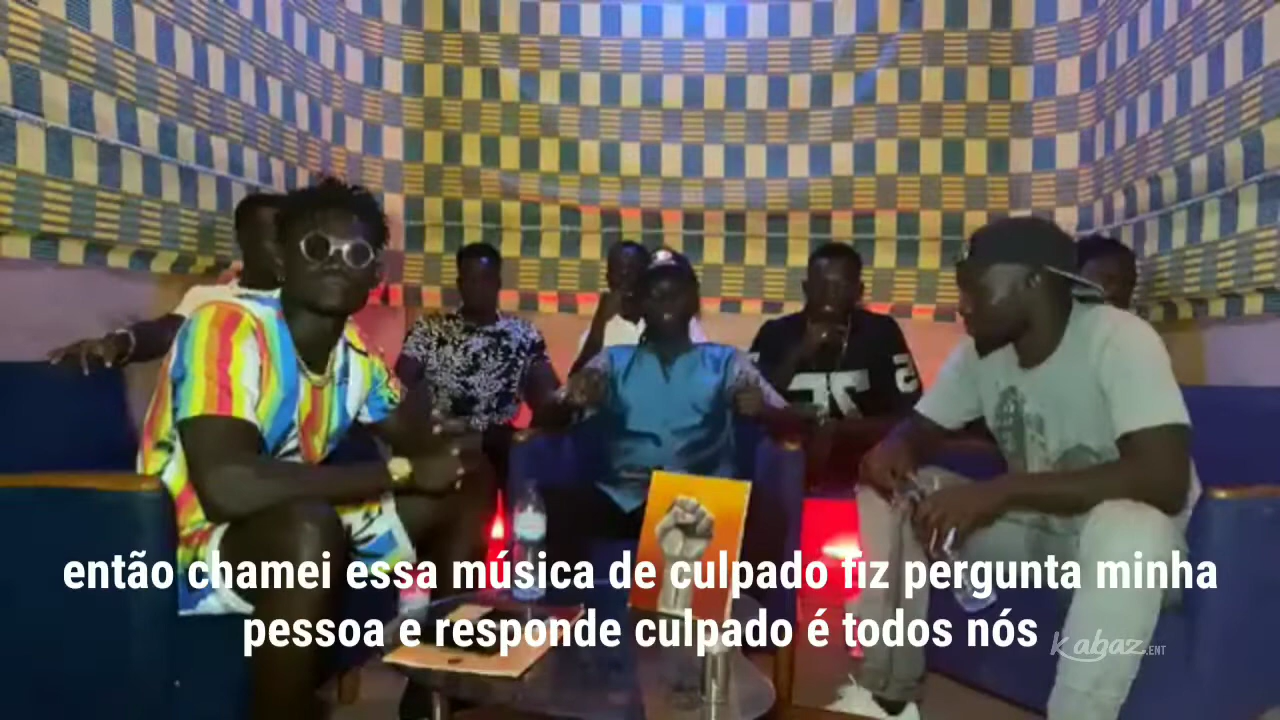 então chamei essa música de culpado fiz pergunta minha
pessoa e responde culpado é todos nós
Kabaz.ENT